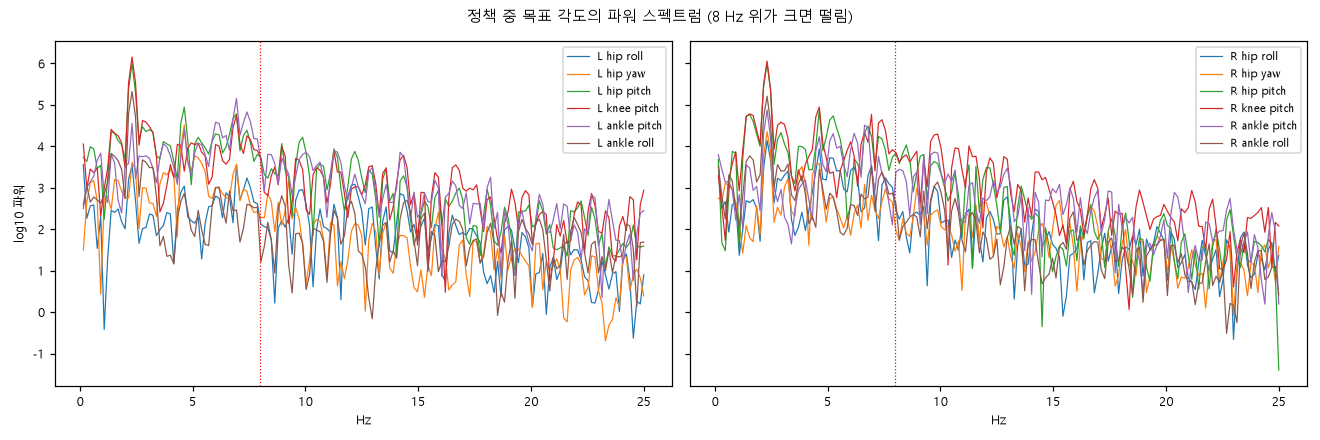 정책 중 목표 각도의 파워 스펙트럼 (8 Hz 위가 크면 떨림)
log10 파워
6
5
4
3
2
1
0
-1
L hip roll
L hip yaw
L hip pitch
L knee pitch
L ankle pitch
L ankle roll
0
5
10
15
20
25
Hz
R hip roll
R hip yaw
R hip pitch
R knee pitch
R ankle pitch
R ankle roll
0
5
10
15
20
25
Hz